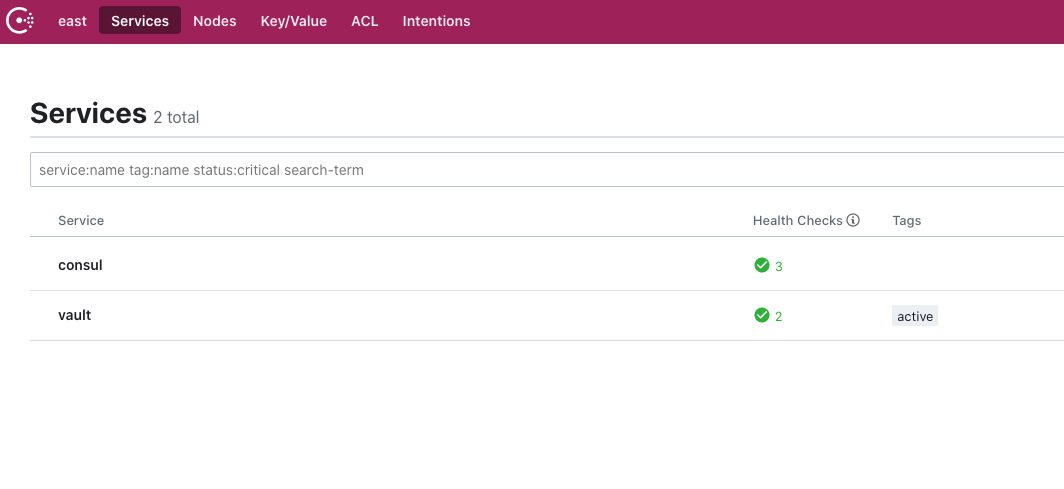 east Services Nodes Key/Value ACL Intentions
Services 2 total
service:name tag:name status:critical search-term
Service Health Checks Tags
consul 3
vault 2 active